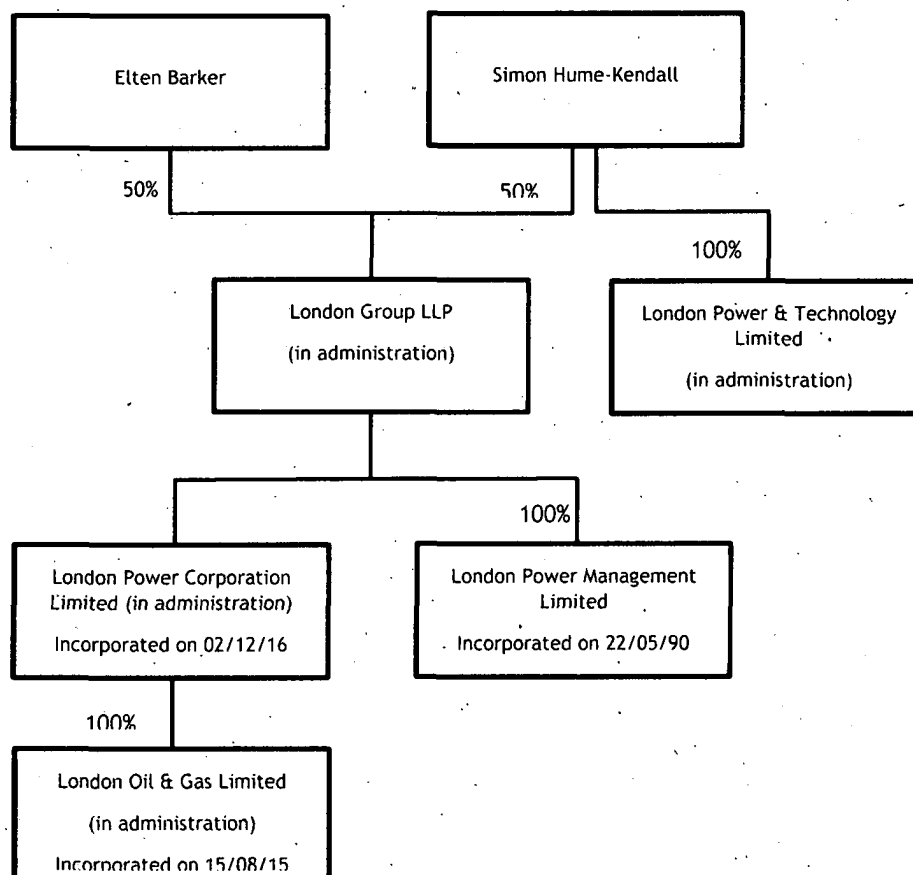 Elten Barker
Simon Hume-Kendall
50%
50%
100%
London Group LLP
(in administration)
London Power & Technology
Limited
(in administration)
100%
London Power Corporation
Limited (in administration)
Incorporated on 02/12/16
London Power Management
Limited
Incorporated on 22/05/90
100%
London Oil & Gas Limited
(in administration)
Incorporated on 15/08/15